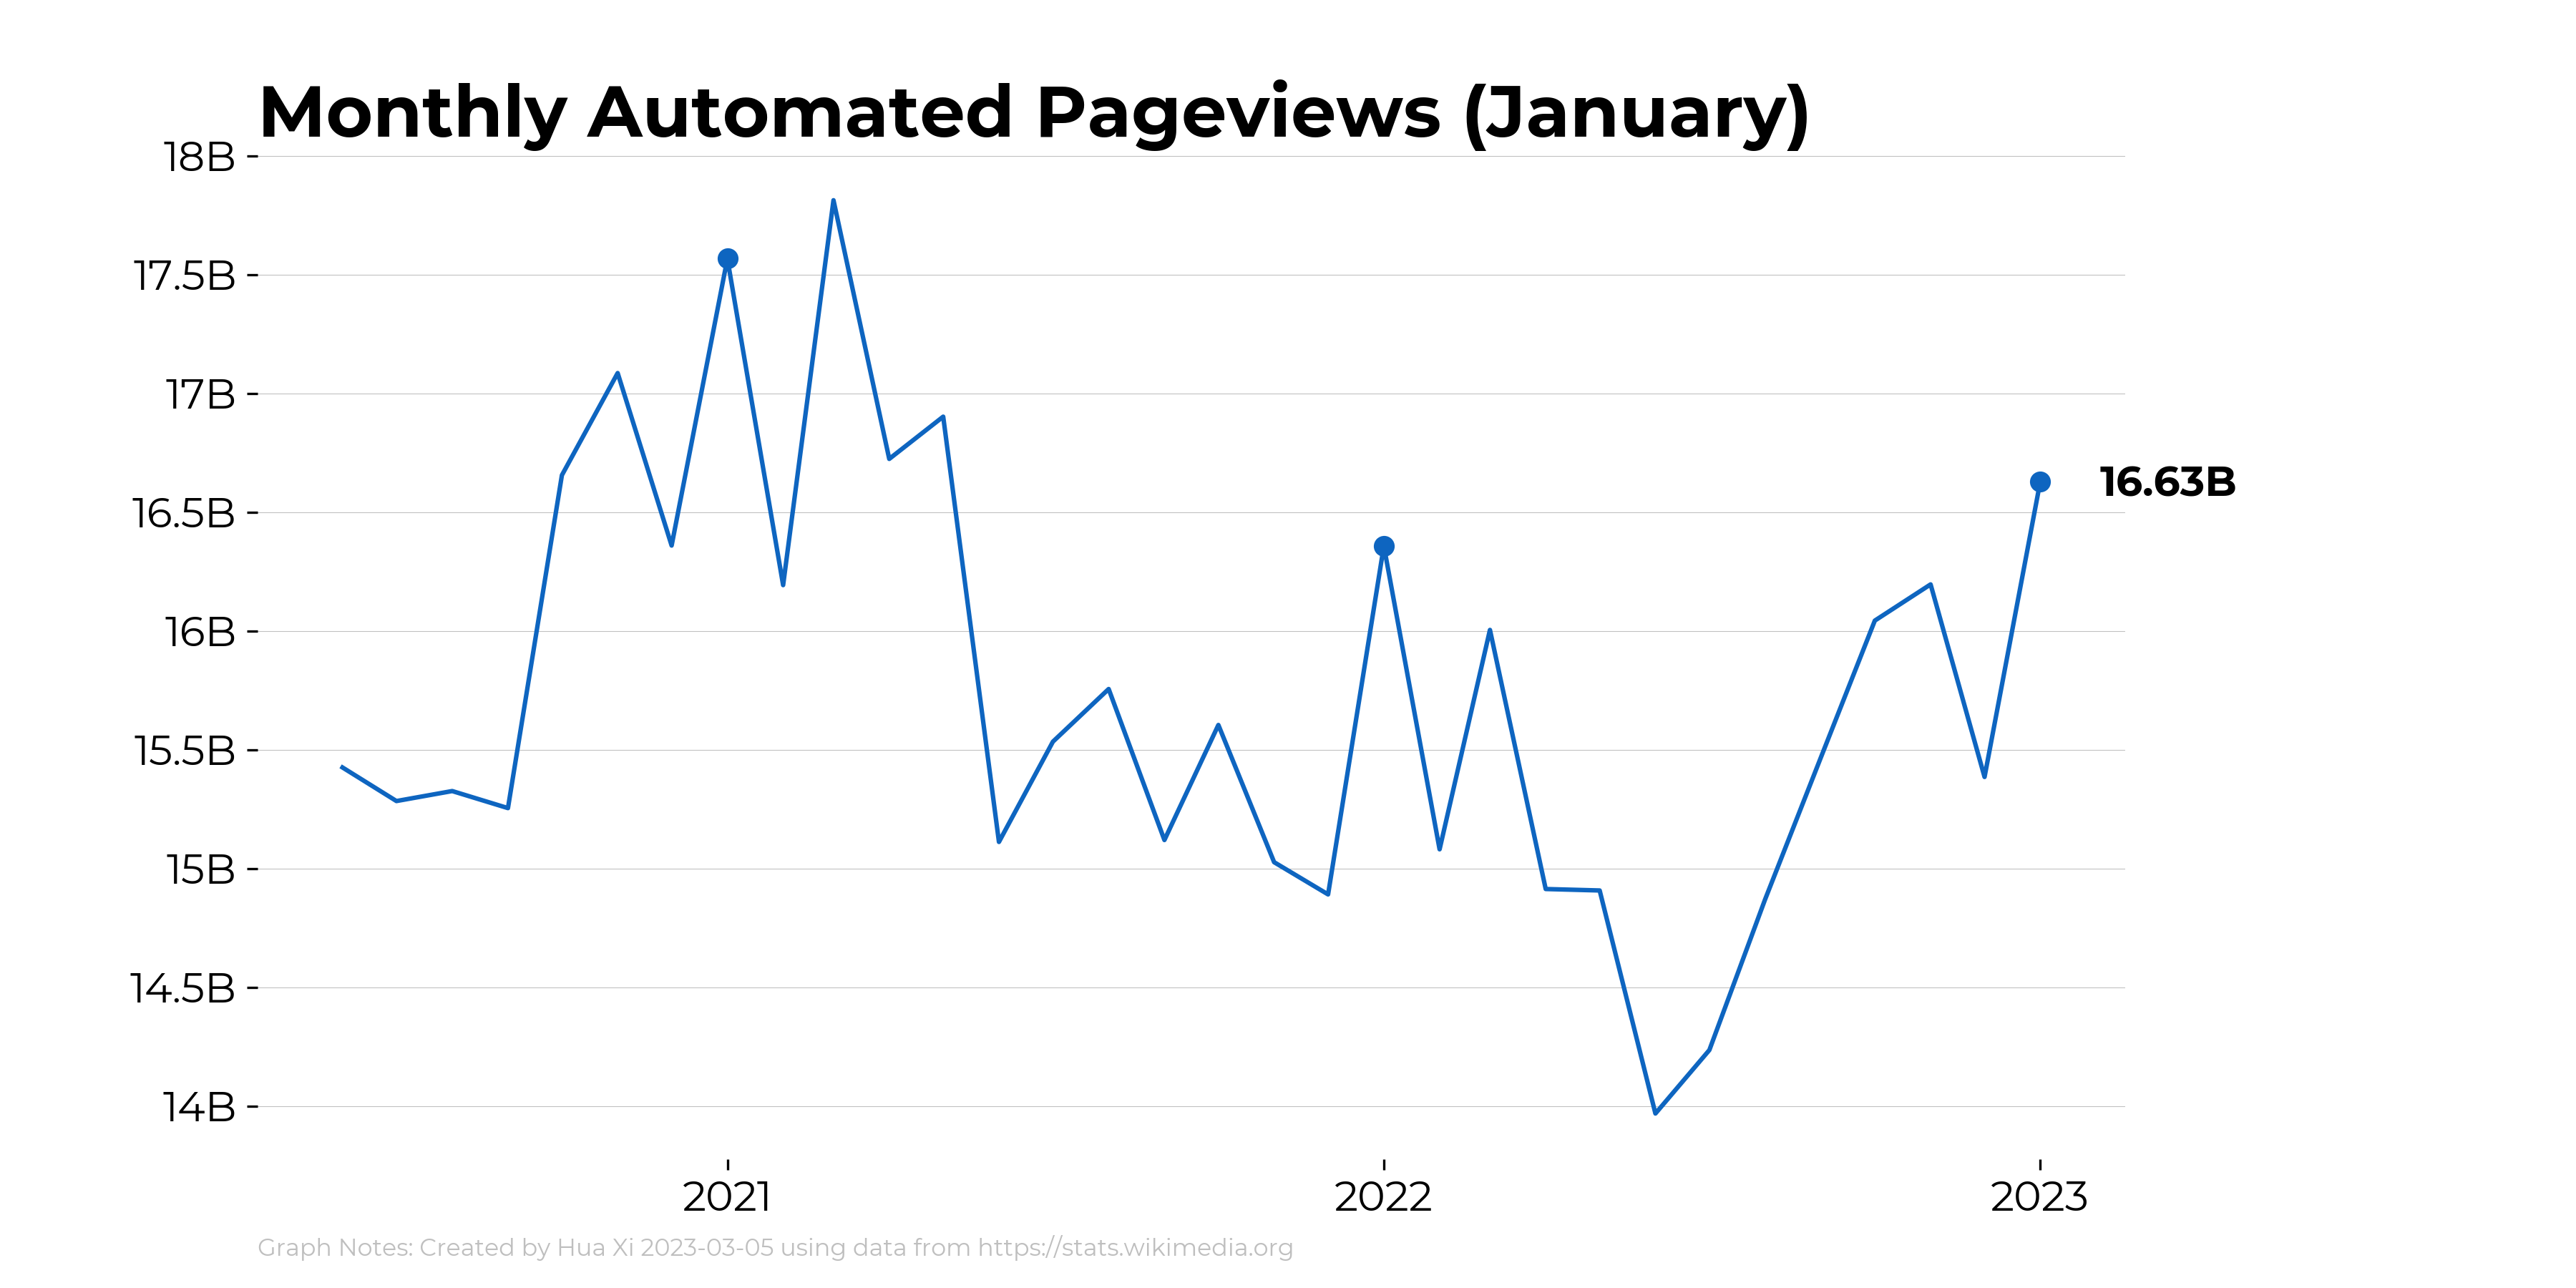 Monthly Automated Pageviews (January)
18B
17.5B
17B
16.5B
16B
15.5B
15B
14.5B
14B
16.63B
2021
2022
2023
Graph Notes: Created by Hua Xi 2023-03-05 using data from https://stats.wikimedia.org